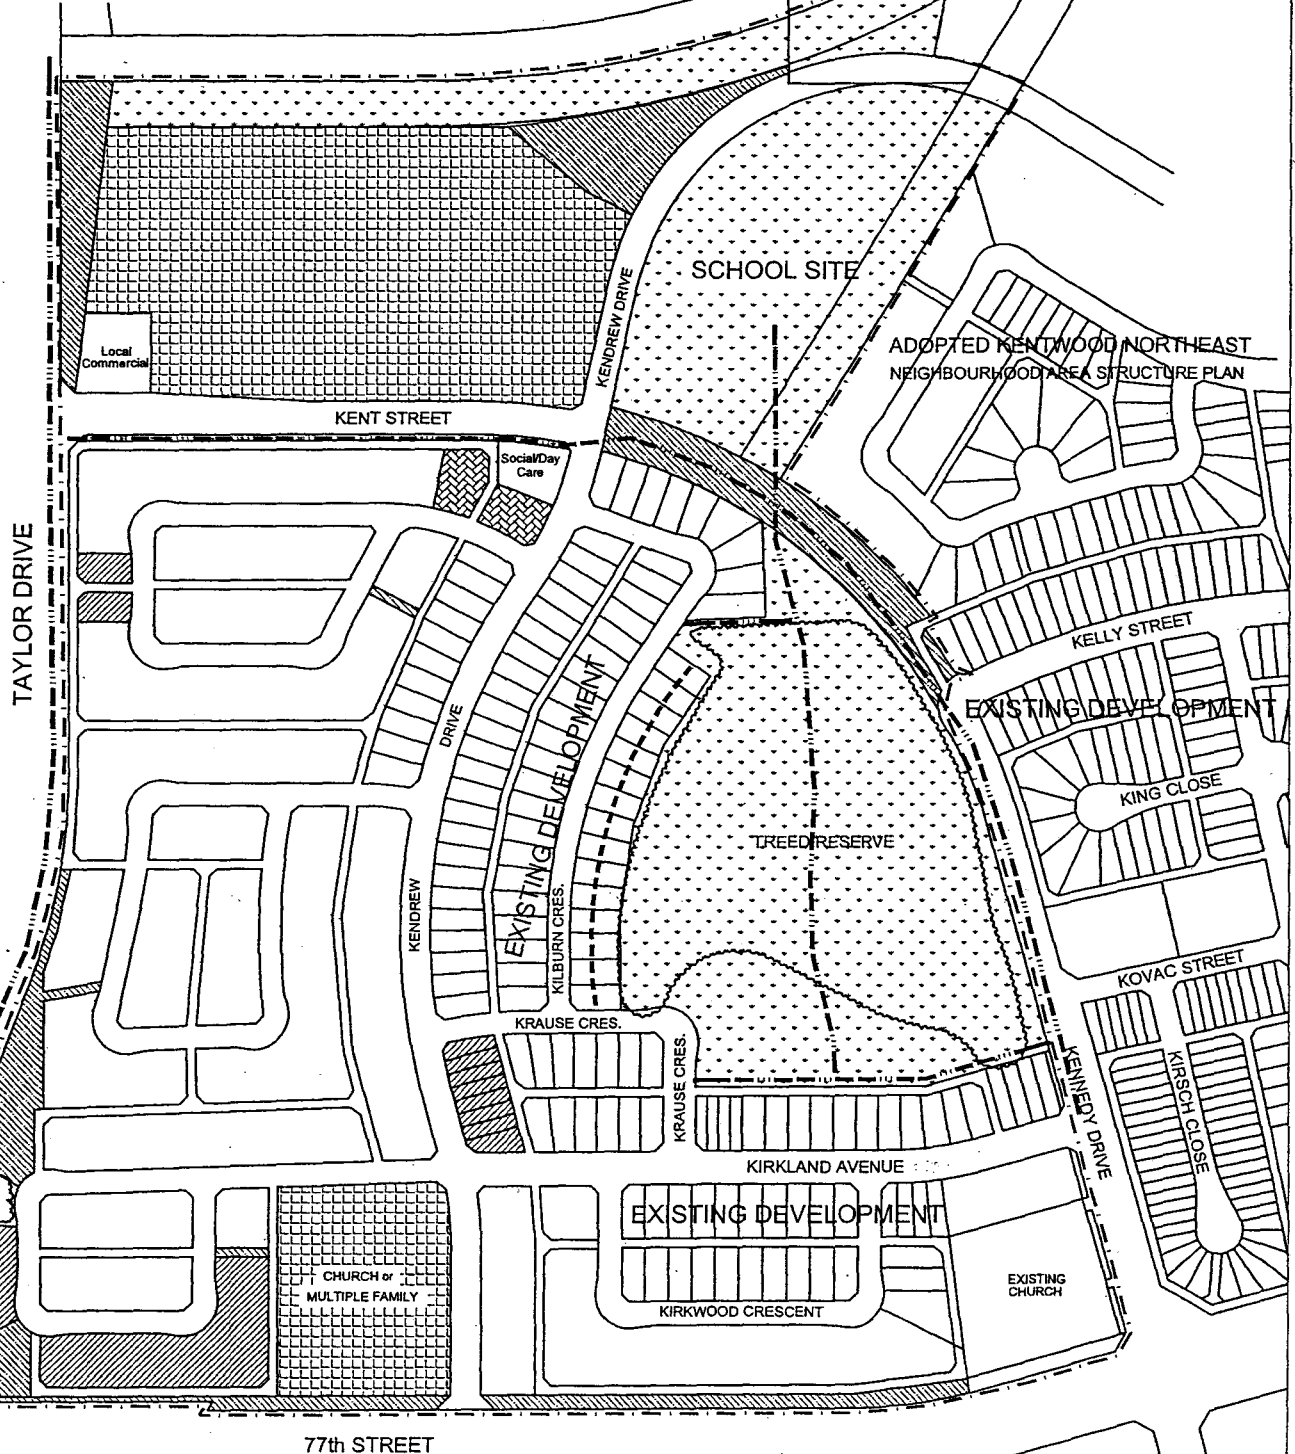 SCHOOL SITE
KENDREW DRIVE
ADOPTED KENTWOOD NORTHEAST
NEIGHBOURHOOD AREA STRUCTURE PLAN
Local
Commercial
KENT STREET
Social/Day
Care
TAYLOR DRIVE
KELLY STREET
EXISTING DEVELOPMENT
DRIVE
EXISTING DEVELOPMENT
KING CLOSE
TREED RESERVE
KENDREW
KILBURN CRES.
KOVAC STREET
KRAUSE CRES.
KRAUSE CRES.
KENNEDY DRIVE
KIRSCH CLOSE
KIRKLAND AVENUE
EXISTING DEVELOPMENT
CHURCH or
MULTIPLE FAMILY
EXISTING
CHURCH
KIRKWOOD CRESCENT
77th STREET